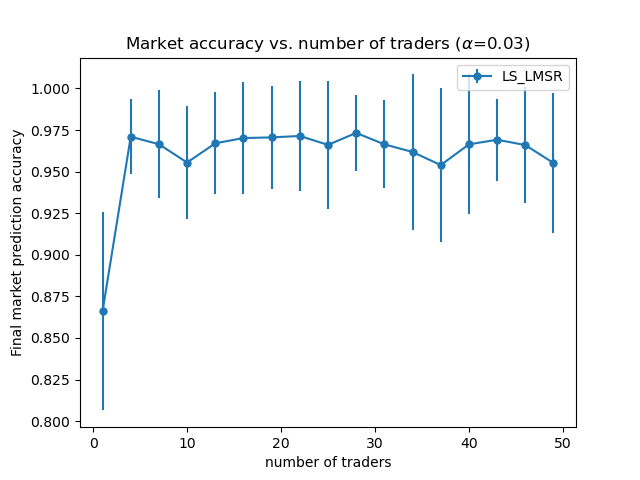 Market accuracy vs. number of traders (α=0.03)
LS_LMSR
Final market prediction accuracy
1.000
0.975
0.950
0.925
0.900
0.875
0.850
0.825
0.800
0 10 20 30 40 50
number of traders